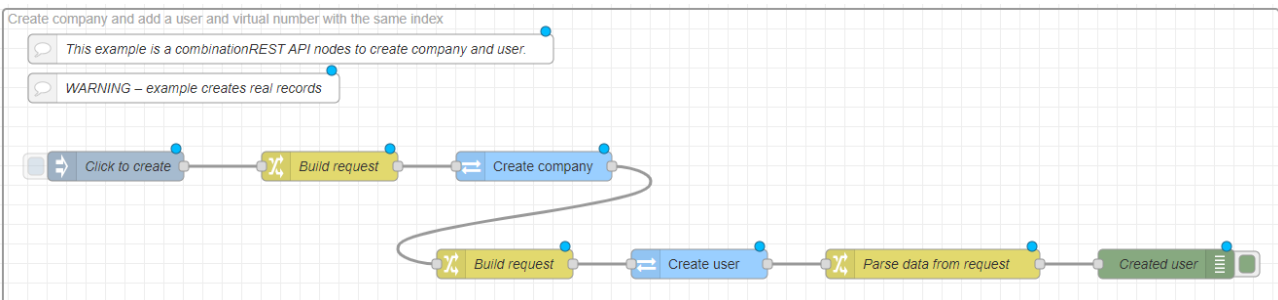 Create company and add a user and virtual number with the same index
This example is a combinationREST API nodes to create company and user.
WARNING – example creates real records
Click to create
Build request
Create company
Build request
Create user
Parse data from request
Created user